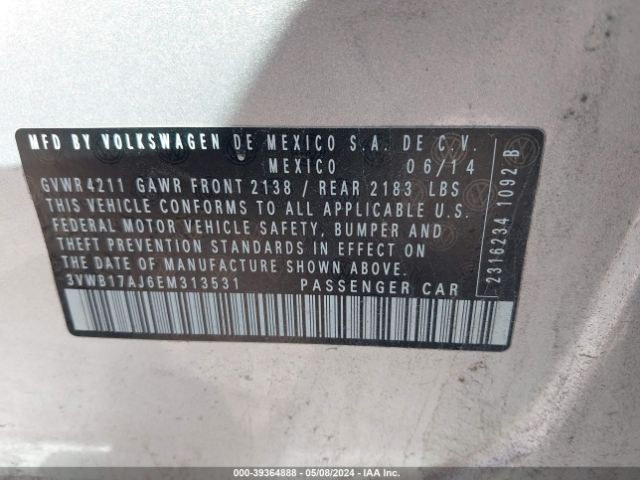 MFD BY VOLKSWAGEN DE MEXICO S.A. DE C.V.
MEXICO 06/14
GVWR 4211 GAWR FRONT 2138 / REAR 2183 LBS
THIS VEHICLE CONFORMS TO ALL APPLICABLE U.S.
FEDERAL MOTOR VEHICLE SAFETY, BUMPER AND
THEFT PREVENTION STANDARDS IN EFFECT ON
THE DATE OF MANUFACTURE SHOWN ABOVE.
3VWB17AJ6EM313531 PASSENGER CAR
2316234 1092 B
000-39364888 - 05/08/2024 - IAA Inc.